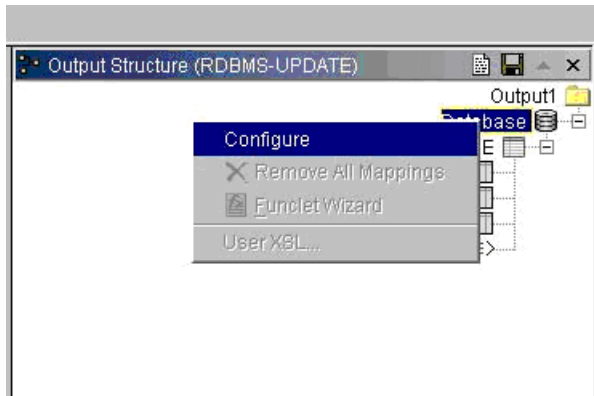 Output Structure (RDBMS-UPDATE)
Output1
Database
Configure
E
Remove All Mappings
Funclet Wizard
User XSL...